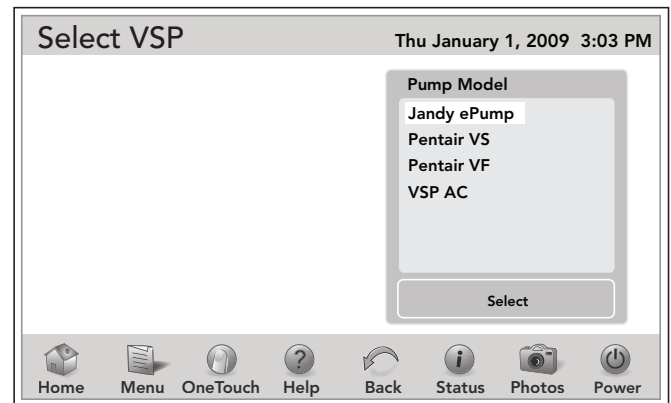 Select VSP
Thu January 1, 2009 3:03 PM
Pump Model
Jandy ePump
Pentair VS
Pentair VF
VSP AC
Select
Home Menu OneTouch Help Back Status Photos Power